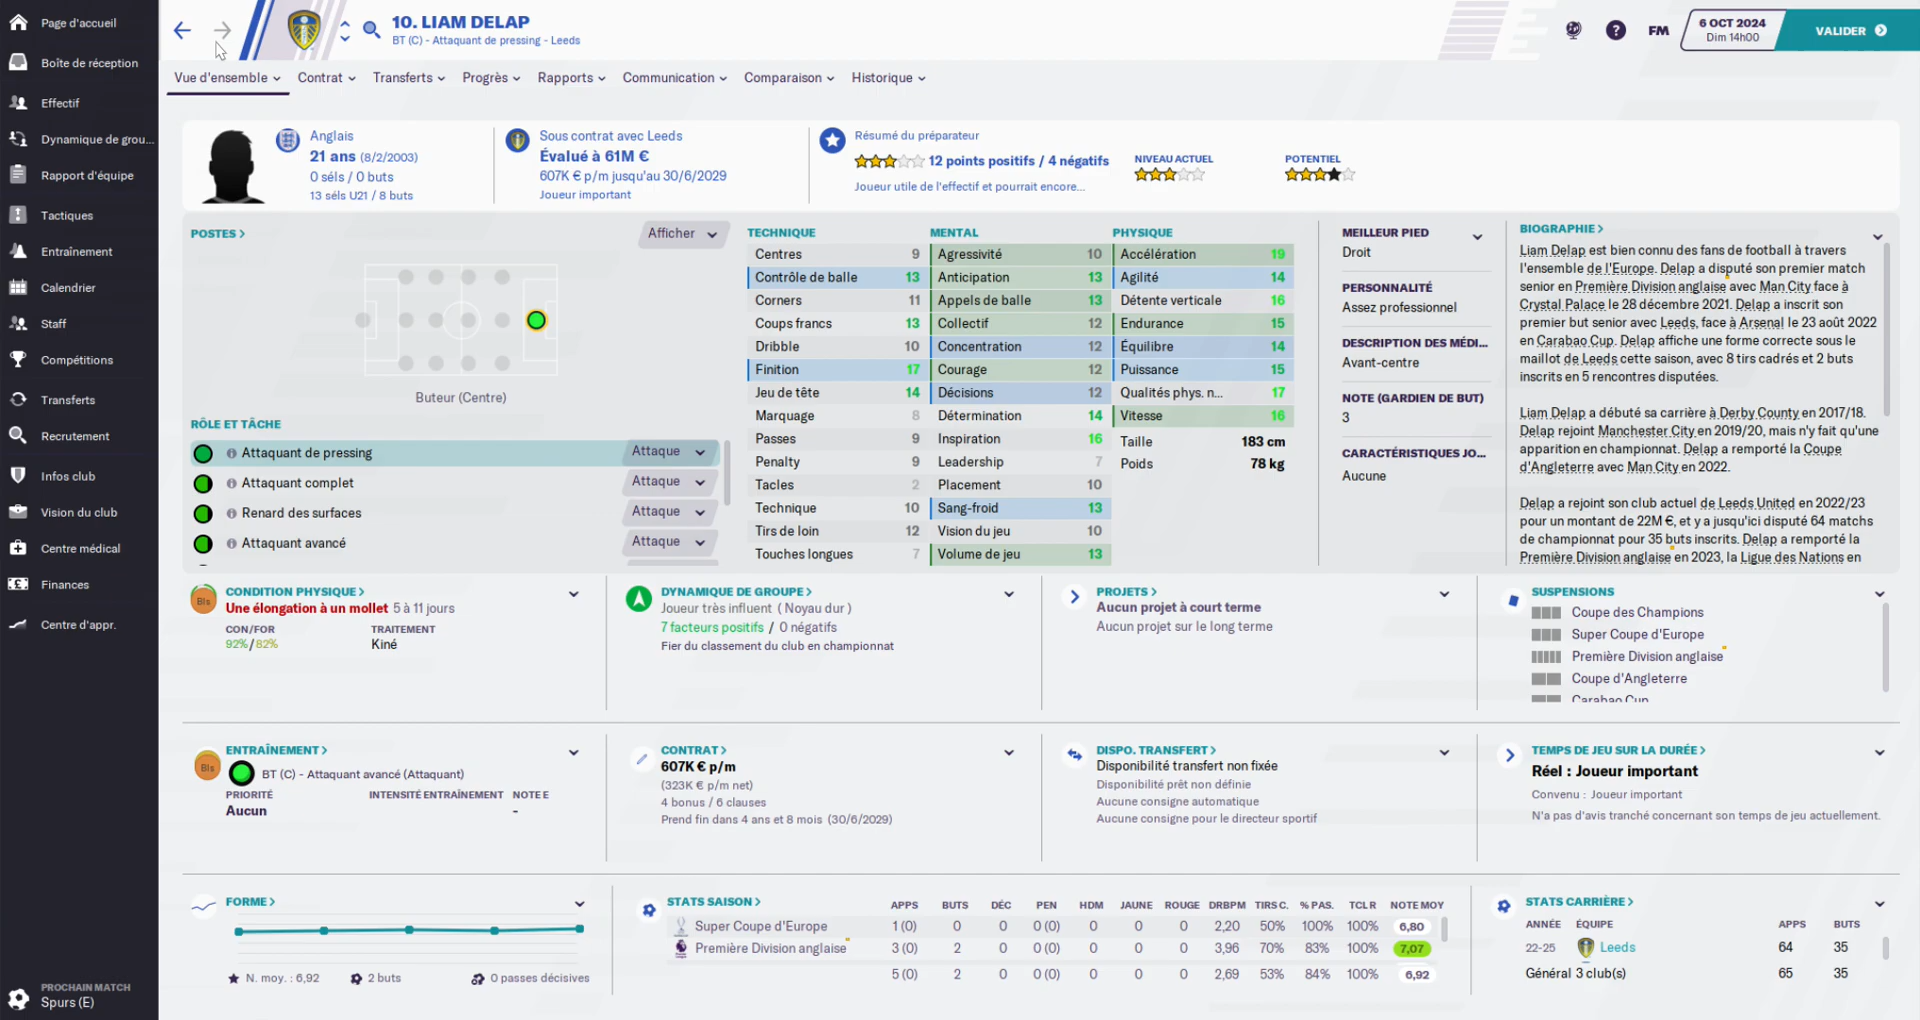 Page d'accueil
Boîte de réception
Effectif
Dynamique de grou...
Rapport d'équipe
Tactiques
Entraînement
Calendrier
Staff
Compétitions
Transferts
Recrutement
Infos club
Vision du club
Centre médical
Finances
Centre d'appr.
PROCHAIN MATCH
Spurs (E)
10. LIAM DELAP
BT (C) - Attaquant de pressing - Leeds
FM
6 OCT 2024
Dim 14h00
VALIDER
Vue d'ensemble Contrat Transferts Progrès Rapports Communication Comparaison Historique
Anglais
21 ans (8/2/2003)
0 séls / 0 buts
13 séls U21 / 8 buts
Sous contrat avec Leeds
Évalué à 61M €
607K € p/m jusqu'au 30/6/2029
Joueur important
Résumé du préparateur
12 points positifs / 4 négatifs
Joueur utile de l'effectif et pourrait encore...
NIVEAU ACTUEL
POTENTIEL
POSTES >
Afficher
Buteur (Centre)
RÔLE ET TÂCHE
Attaquant de pressing Attaque
Attaquant complet Attaque
Renard des surfaces Attaque
Attaquant avancé Attaque
TECHNIQUE
Centres 9
Contrôle de balle 13
Corners 11
Coups francs 13
Dribble 10
Finition 17
Jeu de tête 14
Marquage 8
Passes 9
Penalty 9
Tacles 2
Technique 10
Tirs de loin 12
Touches longues 7
MENTAL
Agressivité 10
Anticipation 13
Appels de balle 13
Collectif 12
Concentration 12
Courage 12
Décisions 12
Détermination 14
Inspiration 16
Leadership 7
Placement 10
Sang-froid 13
Vision du jeu 10
Volume de jeu 13
PHYSIQUE
Accélération 19
Agilité 14
Détente verticale 16
Endurance 15
Équilibre 14
Puissance 15
Qualités phys. n... 17
Vitesse 16
Taille 183 cm
Poids 78 kg
MEILLEUR PIED
Droit
PERSONNALITÉ
Assez professionnel
DESCRIPTION DES MÉDI...
Avant-centre
NOTE (GARDIEN DE BUT)
3
CARACTÉRISTIQUES JO...
Aucune
BIOGRAPHIE >
Liam Delap est bien connu des fans de football à travers
l'ensemble de l'Europe. Delap a disputé son premier match
senior en Première Division anglaise avec Man City face à
Crystal Palace le 28 décembre 2021. Delap a inscrit son
premier but senior avec Leeds, face à Arsenal le 23 août 2022
en Carabao Cup. Delap affiche une forme correcte sous le
maillot de Leeds cette saison, avec 8 tirs cadrés et 2 buts
inscrits en 5 rencontres disputées.
Liam Delap a débuté sa carrière à Derby County en 2017/18.
Delap rejoint Manchester City en 2019/20, mais n'y fait qu'une
apparition en championnat. Delap a remporté la Coupe
d'Angleterre avec Man City en 2022.
Delap a rejoint son club actuel de Leeds United en 2022/23
pour un montant de 22M €, et y a jusqu'ici disputé 64 matchs
de championnat pour 35 buts inscrits. Delap a remporté la
Première Division anglaise en 2023, la Ligue des Nations en
Bls
CONDITION PHYSIQUE >
Une élongation à un mollet 5 à 11 jours
CON/FOR TRAITEMENT
92%/82% Kiné
DYNAMIQUE DE GROUPE >
Joueur très influent ( Noyau dur )
7 facteurs positifs / 0 négatifs
Fier du classement du club en championnat
PROJETS >
Aucun projet à court terme
Aucun projet sur le long terme
SUSPENSIONS
Coupe des Champions
Super Coupe d'Europe
Première Division anglaise
Coupe d'Angleterre
Carabao Cup
Bls
ENTRAÎNEMENT >
BT (C) - Attaquant avancé (Attaquant)
PRIORITÉ INTENSITÉ ENTRAÎNEMENT NOTE E
Aucun -
CONTRAT >
607K € p/m
(323K € p/m net)
4 bonus / 6 clauses
Prend fin dans 4 ans et 8 mois (30/6/2029)
DISPO. TRANSFERT >
Disponibilité transfert non fixée
Disponibilité prêt non définie
Aucune consigne automatique
Aucune consigne pour le directeur sportif
TEMPS DE JEU SUR LA DURÉE >
Réel : Joueur important
Convenu : Joueur important
N'a pas d'avis tranché concernant son temps de jeu actuellement.
FORME >
N. moy. : 6,92 2 buts 0 passes décisives
STATS SAISON > APPS BUTS DÉC PEN HDM JAUNE ROUGE DRBPM TIRS C. % PAS. TCL R NOTE MOY
Super Coupe d'Europe 1 (0) 0 0 0 (0) 0 0 0 2,20 50% 100% 100% 6,80
Première Division anglaise 3 (0) 2 0 0 (0) 0 0 0 3,96 70% 83% 100% 7,07
5 (0) 2 0 0 (0) 0 0 0 2,69 53% 84% 100% 6,92
STATS CARRIÈRE >
ANNÉE ÉQUIPE APPS BUTS
22-25 Leeds 64 35
Général 3 club(s) 65 35